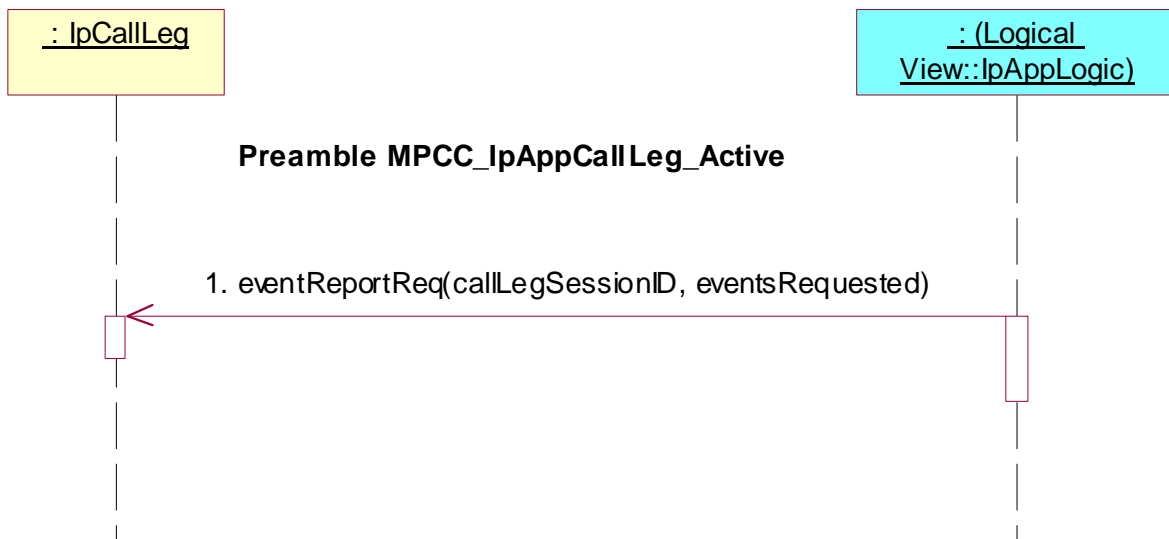 : IpCallLeg
: (Logical
View::IpAppLogic)
Preamble MPCC_IpAppCallLeg_Active
1. eventReportReq(callLegSessionID, eventsRequested)